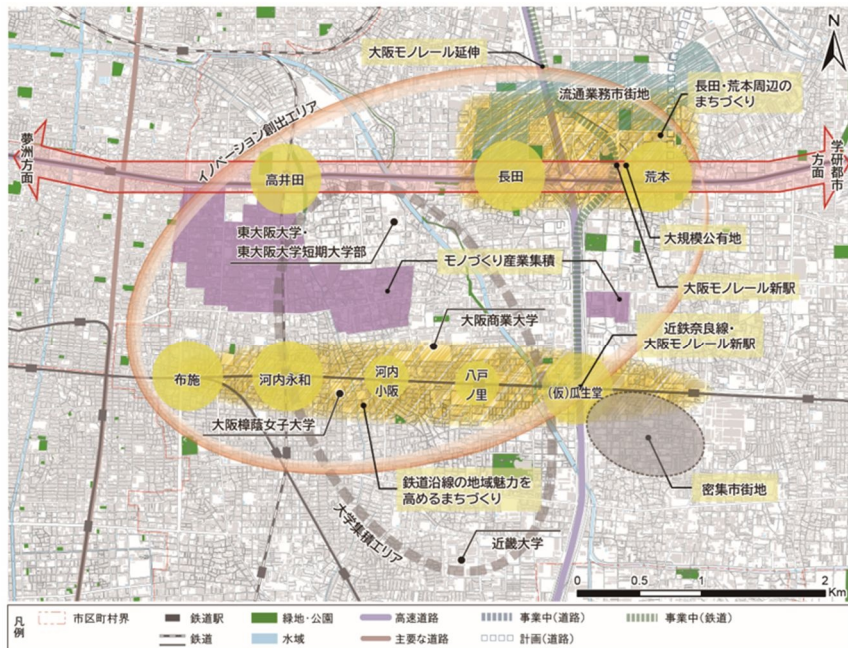 N
大阪モノレール延伸
流通業務市街地
長田・荒本周辺の
まちづくり
イノベーション創出エリア
夢洲方面
学研都市
方面
高井田
長田
荒本
東大阪大学・
東大阪大学短期大学部
モノづくり産業集積
大規模公有地
大阪モノレール新駅
大阪商業大学
近鉄奈良線・
大阪モノレール新駅
布施
河内永和
河内
小阪
八戸
ノ里
(仮)瓜生堂
大阪樟蔭女子大学
鉄道沿線の地域魅力を
高めるまちづくり
密集市街地
大学集積エリア
近畿大学
0 0.5 1 2
Km
凡例
市区町村界
鉄道駅
緑地・公園
高速道路
事業中(道路)
事業中(鉄道)
鉄道
水域
主要な道路
計画(道路)